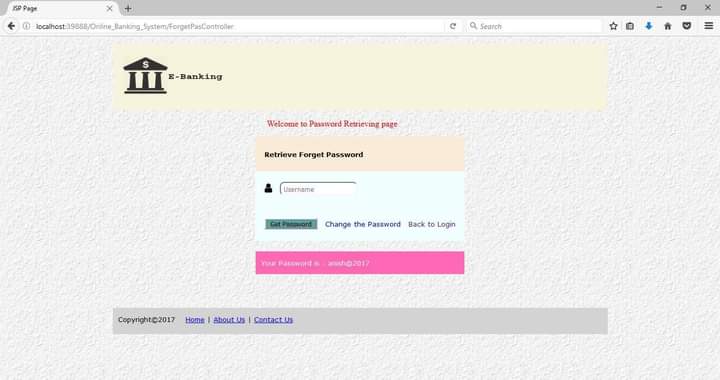 JSP Page
localhost:39888/Online_Banking_System/ForgetPasController
Search
E-Banking
Welcome to Password Retrieving page
Retrieve Forget Password
Username
Get Password Change the Password Back to Login
Your Password is : anish@2017
Copyright©2017 Home | About Us | Contact Us